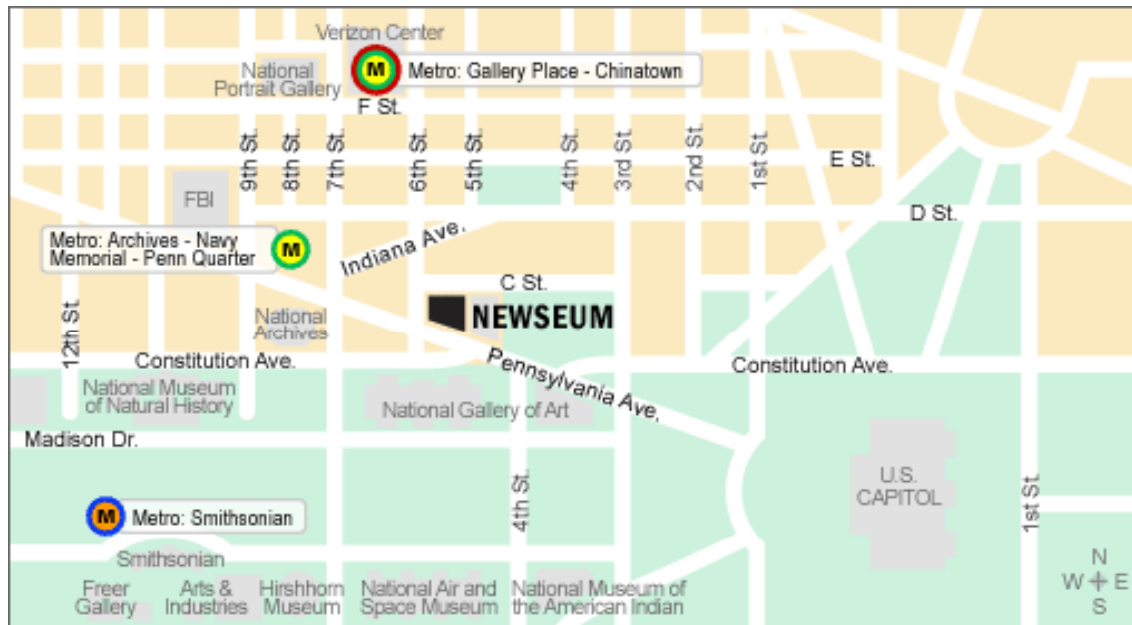 Verizon Center
M
Metro: Gallery Place - Chinatown
National
Portrait Gallery
F St.
9th St.
8th St.
7th St.
6th St.
5th St.
4th St.
3rd St.
2nd St.
1st St.
E St.
FBI
D St.
Metro: Archives - Navy
Memorial - Penn Quarter
M
Indiana Ave.
C St.
NEWSEUM
National
Archives
12th St.
Constitution Ave.
Pennsylvania Ave.
Constitution Ave.
National Museum
of Natural History
National Gallery of Art
Madison Dr.
U.S.
CAPITOL
4th St.
1st St.
M
Metro: Smithsonian
Smithsonian
Freer
Gallery
Arts &
Industries
Hirshhorn
Museum
National Air and
Space Museum
National Museum of
the American Indian
N
W E
S